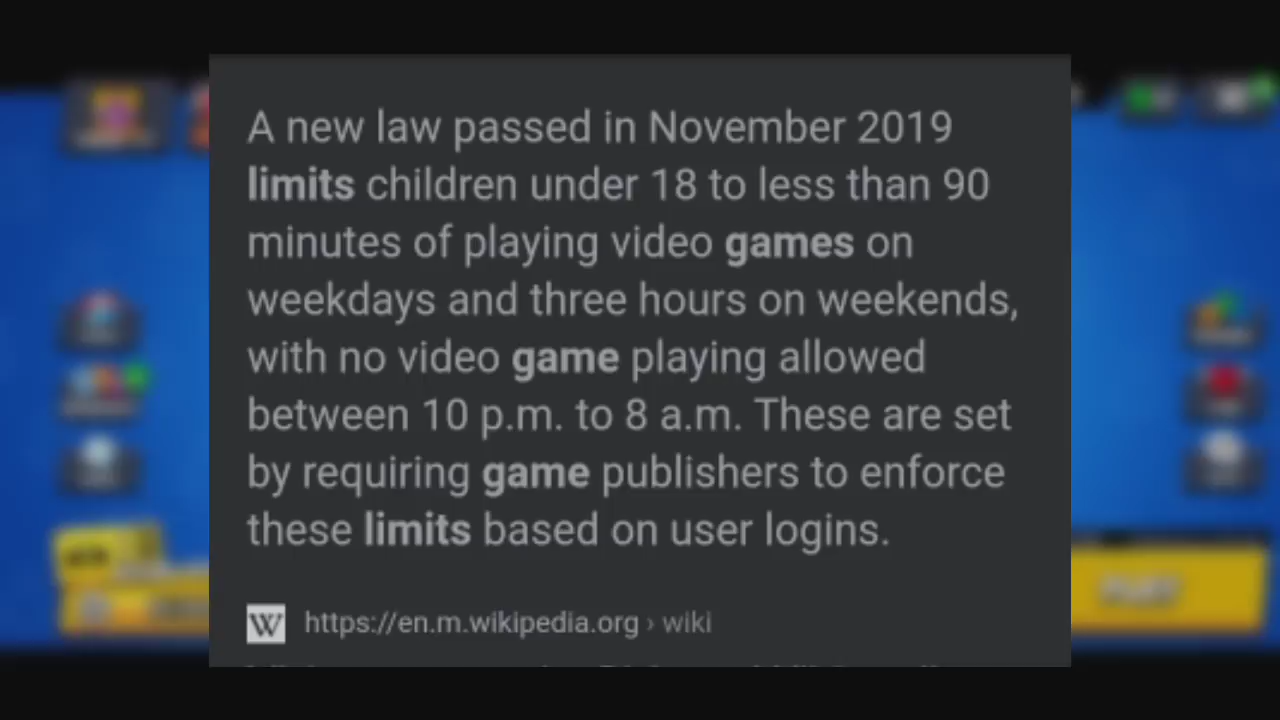 A new law passed in November 2019
limits children under 18 to less than 90
minutes of playing video games on
weekdays and three hours on weekends,
with no video game playing allowed
between 10 p.m. to 8 a.m. These are set
by requiring game publishers to enforce
these limits based on user logins.
W https://en.m.wikipedia.org › wiki
PLAY